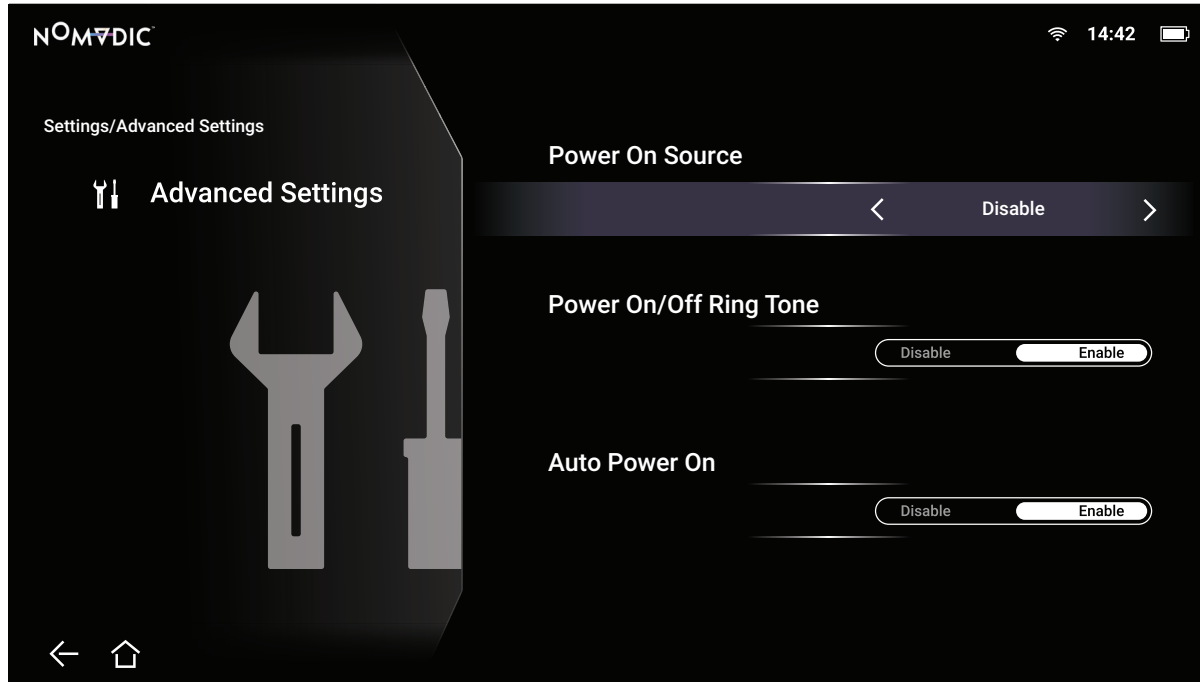 NOMADIC™
14:42
Settings/Advanced Settings
Advanced Settings
Power On Source
Disable
Power On/Off Ring Tone
Disable Enable
Auto Power On
Disable Enable